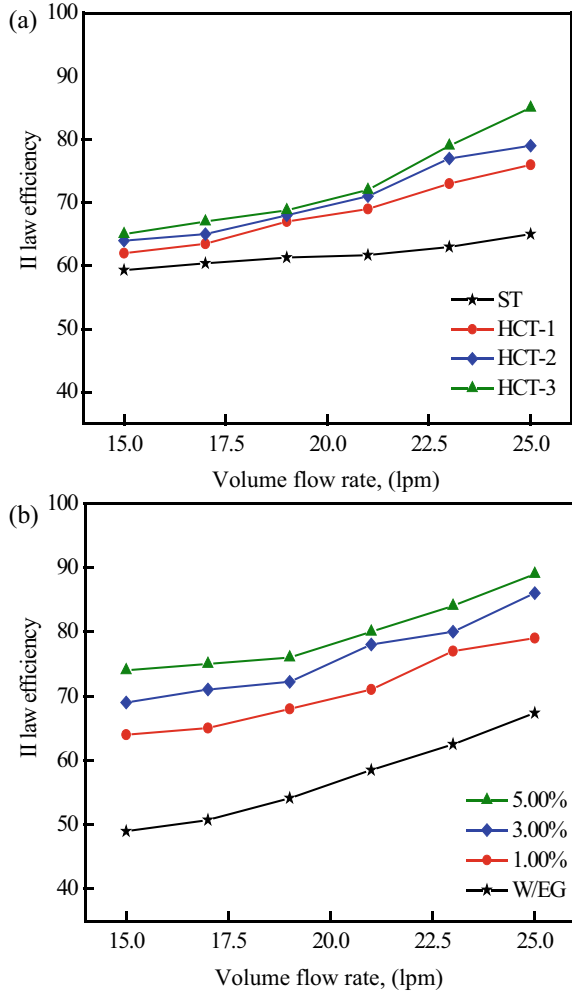 (a)
100
90
80
70
60
50
40
II law efficiency
ST
HCT-1
HCT-2
HCT-3
15.0 17.5 20.0 22.5 25.0
Volume flow rate, (lpm)
(b)
100
90
80
70
60
50
40
II law efficiency
5.00%
3.00%
1.00%
W/EG
15.0 17.5 20.0 22.5 25.0
Volume flow rate, (lpm)